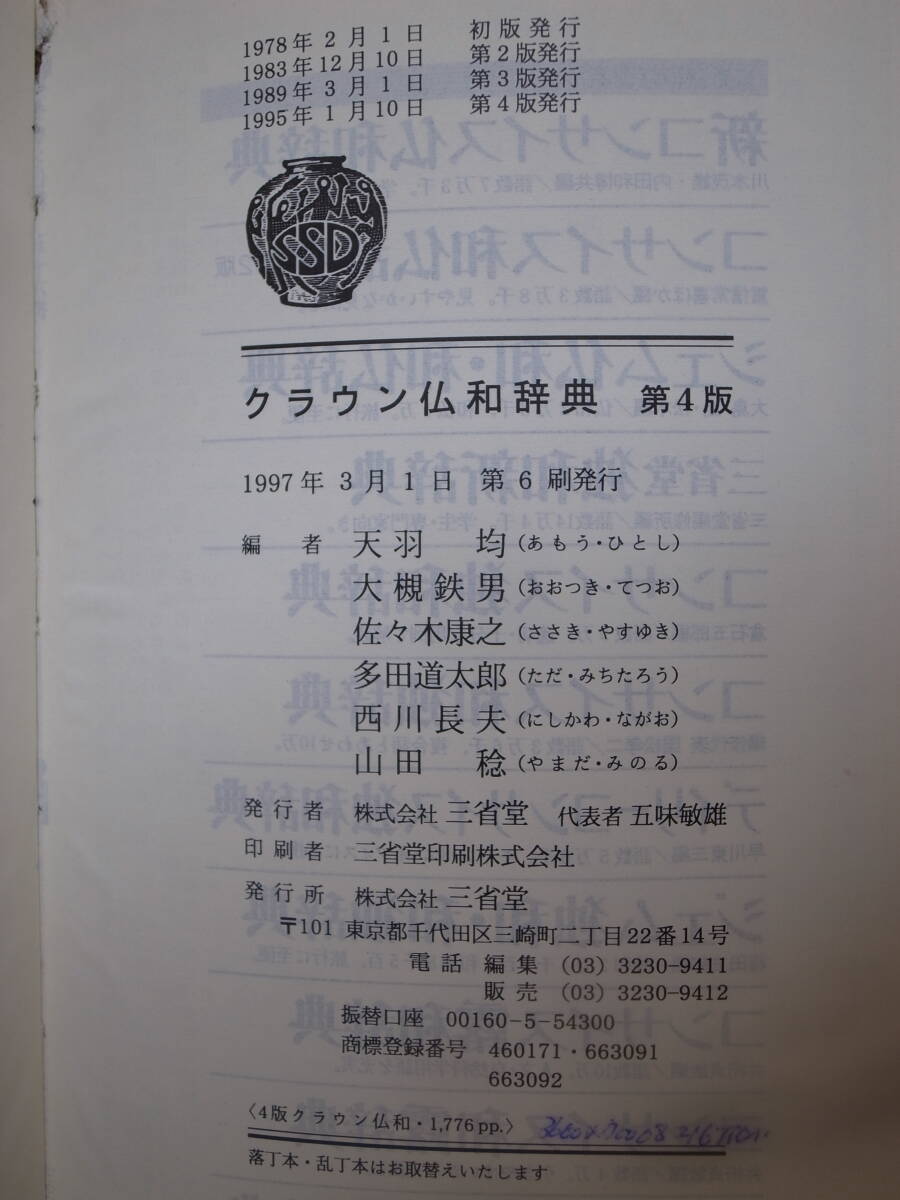 1978年 2月 1日　初版発行
1983年12月10日　第2版発行
1989年 3月 1日　第3版発行
1995年 1月10日　第4版発行
SSD
クラウン仏和辞典　第4版
1997年 3月 1日　第 6 刷発行
編 者　天羽　均(あもう・ひとし)
大槻鉄男(おおつき・てつお)
佐々木康之(ささき・やすゆき)
多田道太郎(ただ・みちたろう)
西川長夫(にしかわ・ながお)
山田　稔(やまだ・みのる)
発行者　株式会社 三省堂　代表者 五味敏雄
印刷者　三省堂印刷株式会社
発行所　株式会社 三省堂
〒101 東京都千代田区三崎町二丁目22番14号
電話　編集　(03) 3230-9411
販売　(03) 3230-9412
振替口座　00160-5-54300
商標登録番号　460171・663091
663092
〈4版クラウン仏和・1,776 pp.〉
落丁本・乱丁本はお取替えいたします